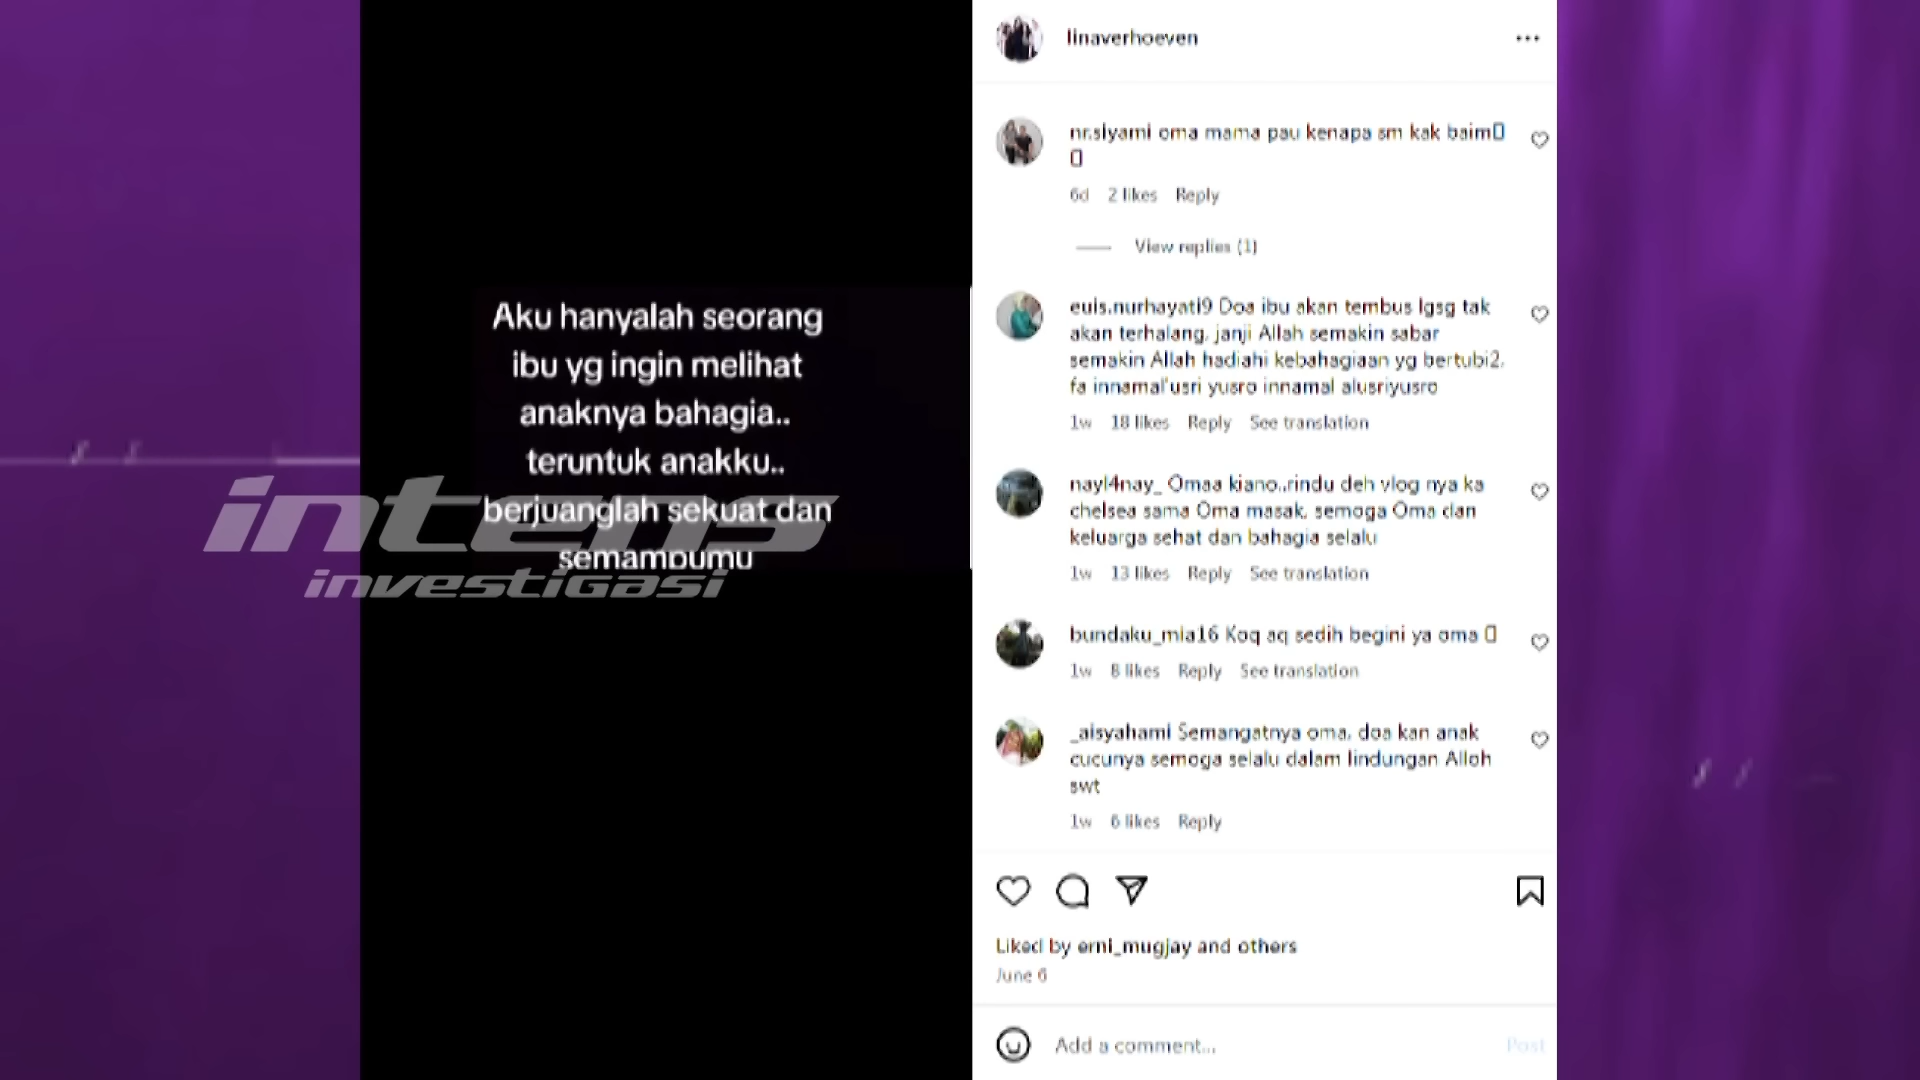 linaverhoeven
nr.siyami oma mama pau kenapa sm kak baim
6d 2 likes Reply
View replies (1)
euis.nurhayati9 Doa ibu akan tembus lgsg tak
akan terhalang, janji Allah semakin sabar
semakin Allah hadiahi kebahagiaan yg bertubi2,
fa innamal'usri yusro innamal alusriyusro
1w 18 likes Reply See translation
nayl4nay_ Omaa kiano..rindu deh vlog nya ka
chelsea sama Oma masak, semoga Oma dan
keluarga sehat dan bahagia selalu
1w 13 likes Reply See translation
bundaku_mia16 Koq aq sedih begini ya oma
1w 8 likes Reply See translation
_aisyahami Semangatnya oma, doa kan anak
cucunya semoga selalu dalam lindungan Alloh
swt
1w 6 likes Reply
Liked by erni_mugjay and others
June 6
Add a comment...
Post
Aku hanyalah seorang
ibu yg ingin melihat
anaknya bahagia..
teruntuk anakku..
berjuanglah sekuat dan
semampumu
intens
investigasi